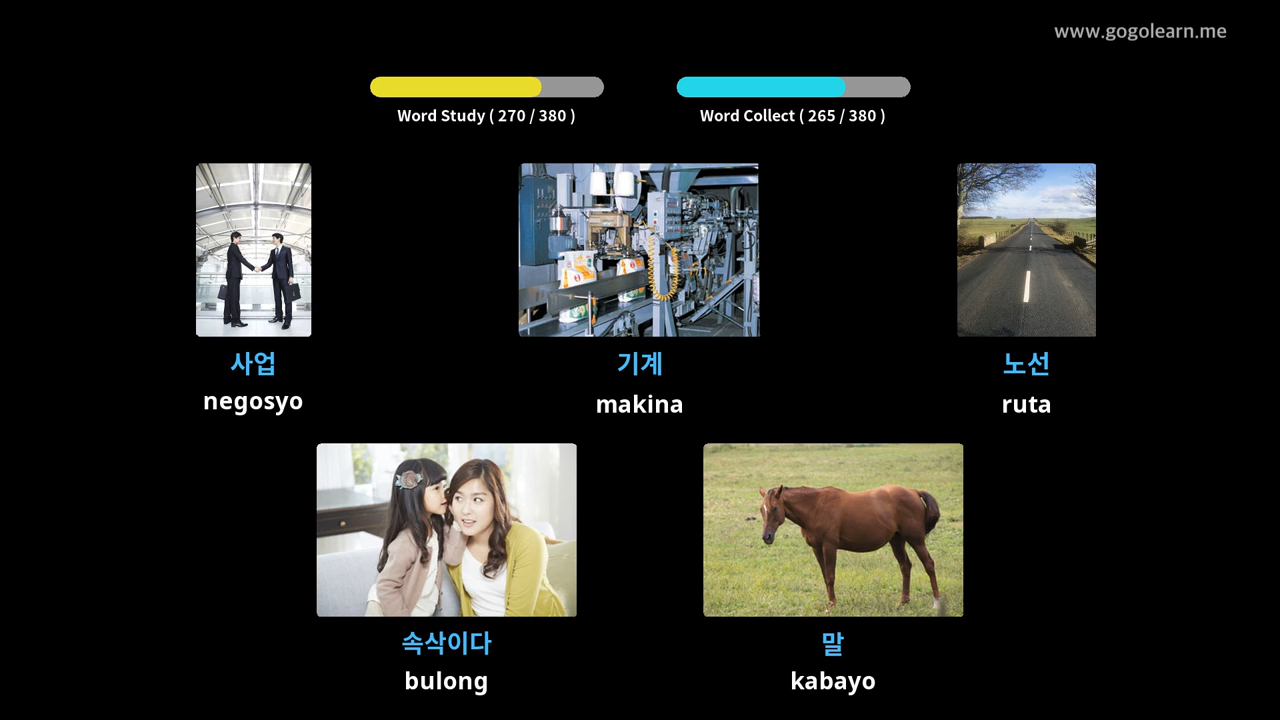 www.gogolearn.me
Word Study ( 270 / 380 )
Word Collect ( 265 / 380 )
사업
negosyo
기계
makina
노선
ruta
속삭이다
bulong
말
kabayo